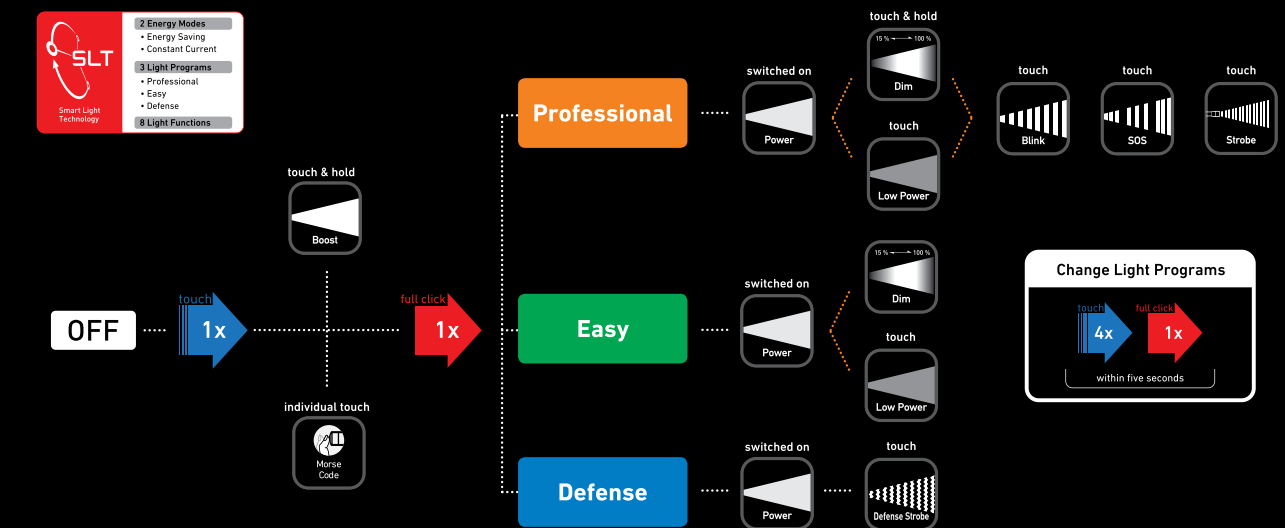 SLT
Smart Light
Technology
2 Energy Modes
• Energy Saving
• Constant Current
3 Light Programs
• Professional
• Easy
• Defense
8 Light Functions
OFF
touch
1x
touch & hold
Boost
individual touch
Morse
Code
full click
1x
Professional
switched on
Power
touch & hold
15 % 100 %
Dim
touch
Low Power
touch
Blink
touch
SOS
touch
Strobe
Easy
switched on
Power
15 % 100 %
Dim
touch
Low Power
Defense
switched on
Power
touch
Defense Strobe
Change Light Programs
touch
4x
full click
1x
within five seconds